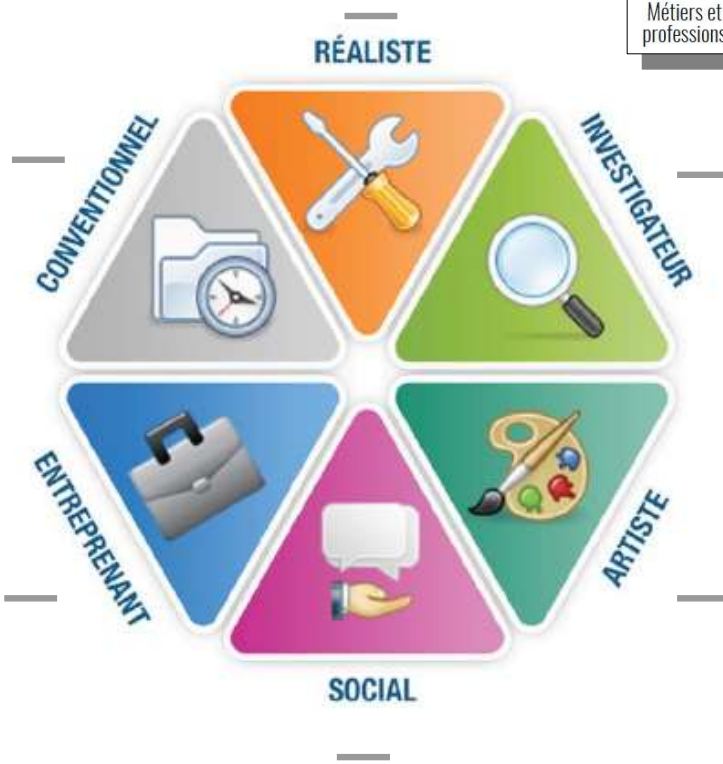 Métiers et
professions
RÉALISTE
CONVENTIONNEL
INVESTIGATEUR
ENTREPRENANT
ARTISTE
SOCIAL